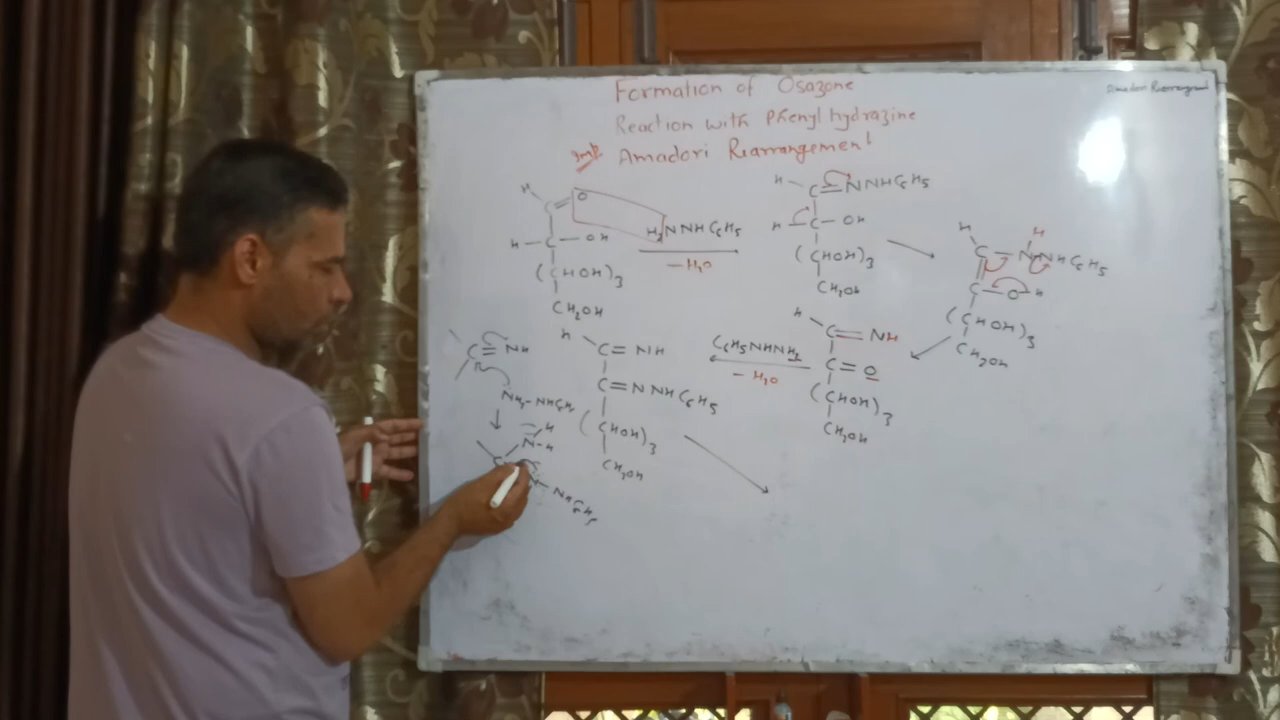 Formation of Osazone
Amadori Rearrangement
Reaction with Phenyl hydrazine
Imp Amadori Rearrangement
H
C=O
H2NNHC6H5
H-C-OH
-H2O
(CHOH)3
CH2OH
H
C=NNHC6H5
H-C-OH
(CHOH)3
CH2OH
H
H
C-N-NHC6H5
C-O-H
(CHOH)3
CH2OH
H
C=NH
C=O
(CHOH)3
CH2OH
C6H5NHNH2
-H2O
H
C=NH
C=NNHC6H5
(CHOH)3
CH2OH
C=NH
NH2-NHC6H5
H
N-H
C
NHC6H5